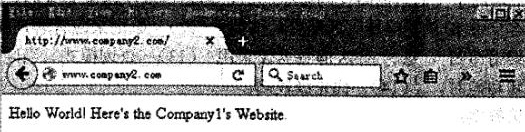 http://www.company2.com/
www.company2.com
Search
Hello World! Here's the Company1's Website.